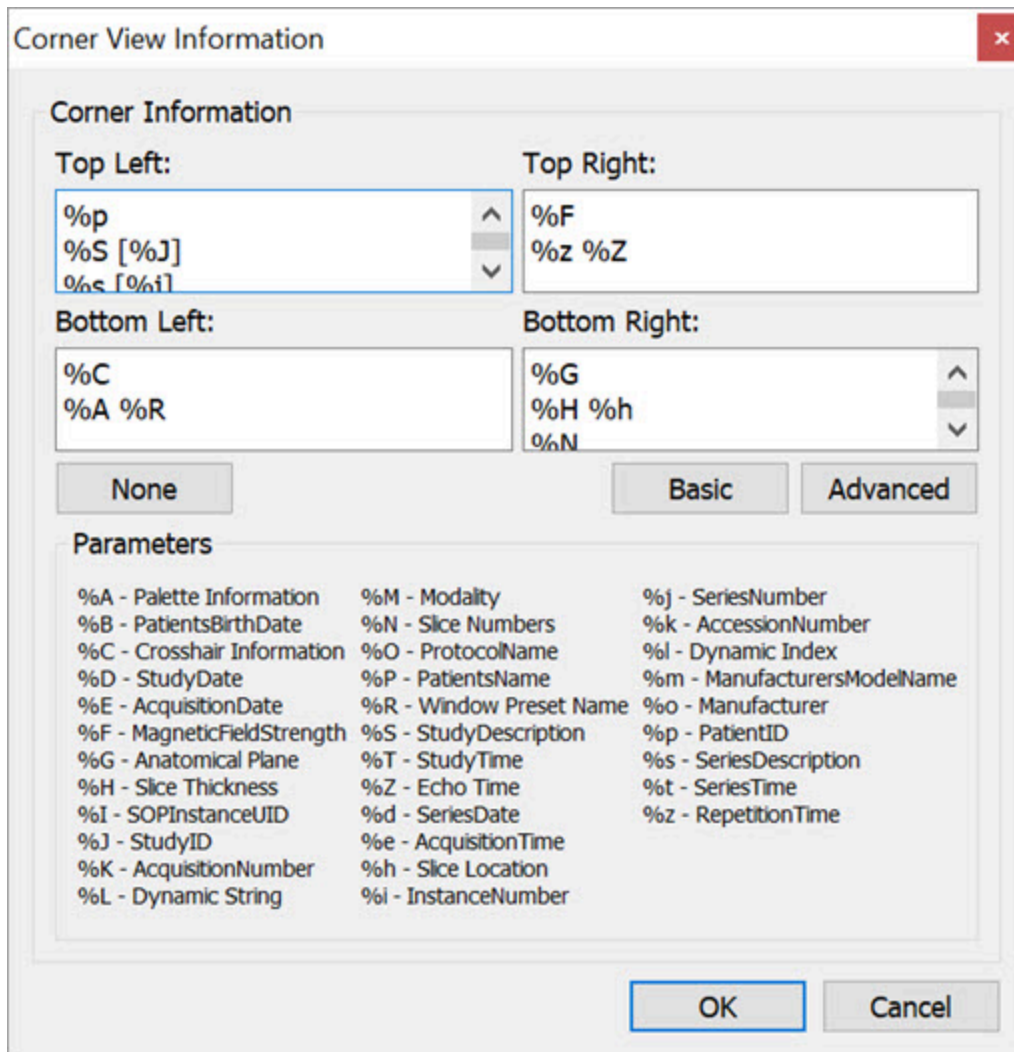 Corner View Information
Corner Information
Top Left:
%p
%S [%J]
%s [%i]
Top Right:
%F
%z %Z
Bottom Left:
%C
%A %R
Bottom Right:
%G
%H %h
%N
None
Basic
Advanced
Parameters
%A - Palette Information
%B - PatientsBirthDate
%C - Crosshair Information
%D - StudyDate
%E - AcquisitionDate
%F - MagneticFieldStrength
%G - Anatomical Plane
%H - Slice Thickness
%I - SOPInstanceUID
%J - StudyID
%K - AcquisitionNumber
%L - Dynamic String
%M - Modality
%N - Slice Numbers
%O - ProtocolName
%P - PatientsName
%R - Window Preset Name
%S - StudyDescription
%T - StudyTime
%Z - Echo Time
%d - SeriesDate
%e - AcquisitionTime
%h - Slice Location
%i - InstanceNumber
%j - SeriesNumber
%k - AccessionNumber
%l - Dynamic Index
%m - ManufacturersModelName
%o - Manufacturer
%p - PatientID
%s - SeriesDescription
%t - SeriesTime
%z - RepetitionTime
OK
Cancel